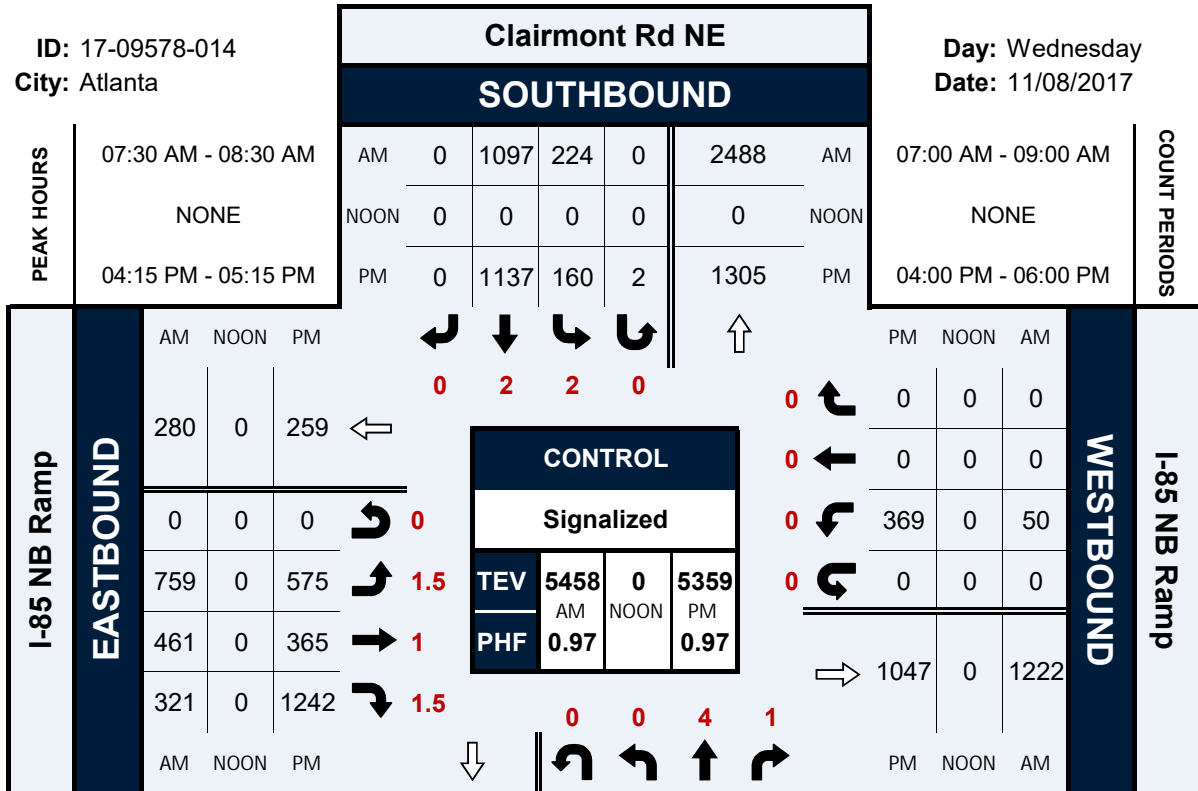 Clairmont Rd NE
ID: 17-09578-014
Day: Wednesday
City: Atlanta
Date: 11/08/2017
SOUTHBOUND
PEAK HOURS
07:30 AM - 08:30 AM
NONE
04:15 PM - 05:15 PM
AM 0 1097 224 0 2488 AM
NOON 0 0 0 0 0 NOON
PM 0 1137 160 2 1305 PM
07:00 AM - 09:00 AM
NONE
04:00 PM - 06:00 PM
COUNT PERIODS
0 2 2 0
I-85 NB Ramp
EASTBOUND
AM NOON PM
280 0 259
0 0 0 0
759 0 575 1.5
461 0 365 1
321 0 1242 1.5
AM NOON PM
CONTROL
Signalized
TEV 5458 0 5359
AM NOON PM
PHF 0.97 0.97
PM NOON AM
0 0 0 0
0 0 0 0
0 369 0 50
0 0 0 0
1047 0 1222
PM NOON AM
WESTBOUND
I-85 NB Ramp
0 0 4 1